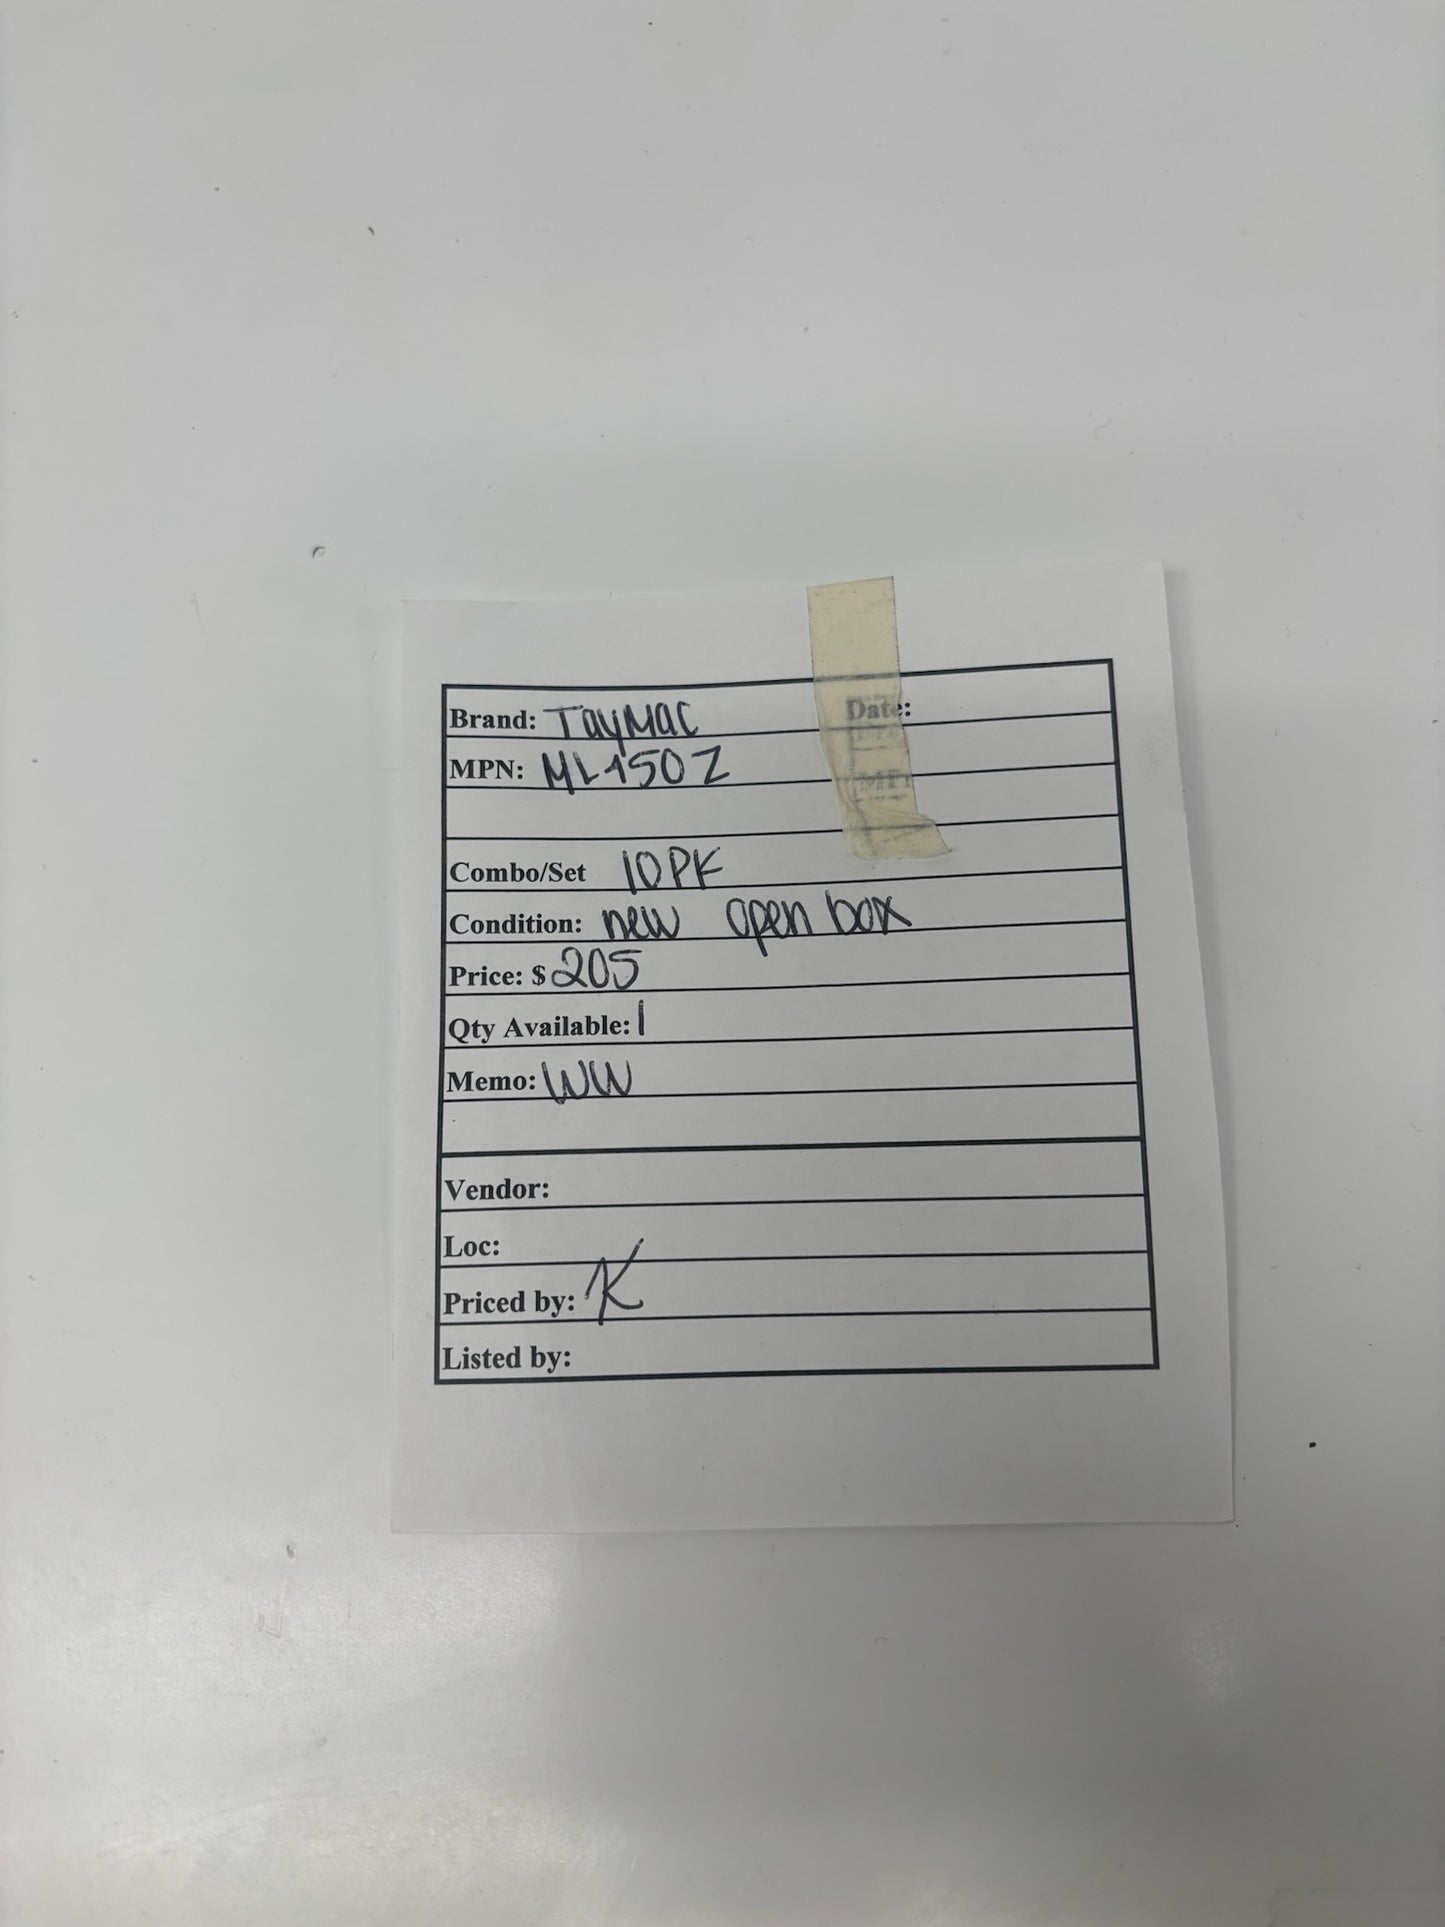 Brand: TayMac Date:
MPN: ML450Z
Combo/Set 10PK
Condition: new open box
Price: $ 205
Qty Available: 1
Memo: WW
Vendor:
Loc:
Priced by: K
Listed by: